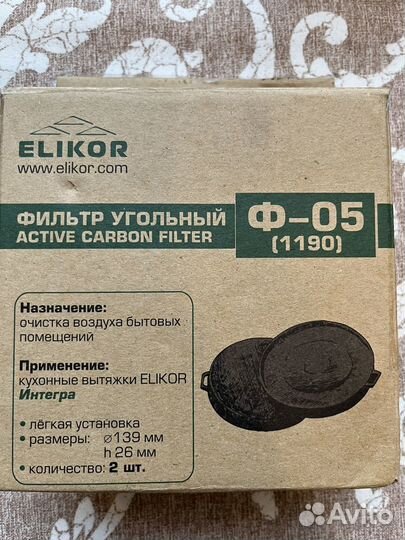 ELIKOR
www.elikor.com
ФИЛЬТР УГОЛЬНЫЙ
ACTIVE CARBON FILTER
Ф-05
(1190)
Назначение:
очистка воздуха бытовых
помещений
Применение:
кухонные вытяжки ELIKOR
Интегра
• лёгкая установка
• размеры: ⌀139 мм
h 26 мм
• количество: 2 шт.
Avito